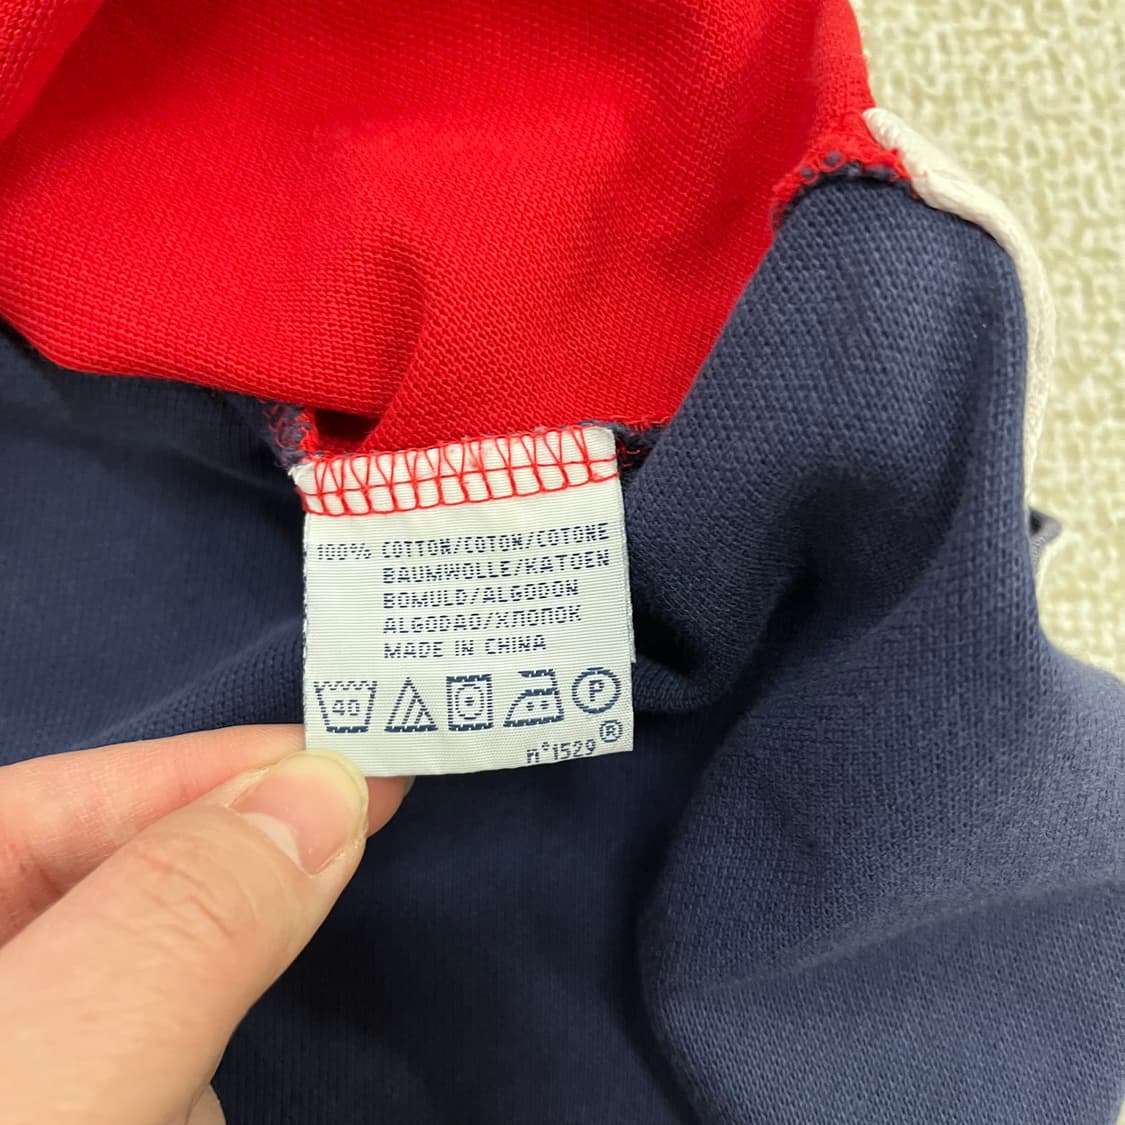 100% COTTON/COTON/COTONE
BAUMWOLLE/KATOEN
BOMULD/ALGODON
ALGODAO/ХЛОПОК
MADE IN CHINA
40 P
n°1529 ®